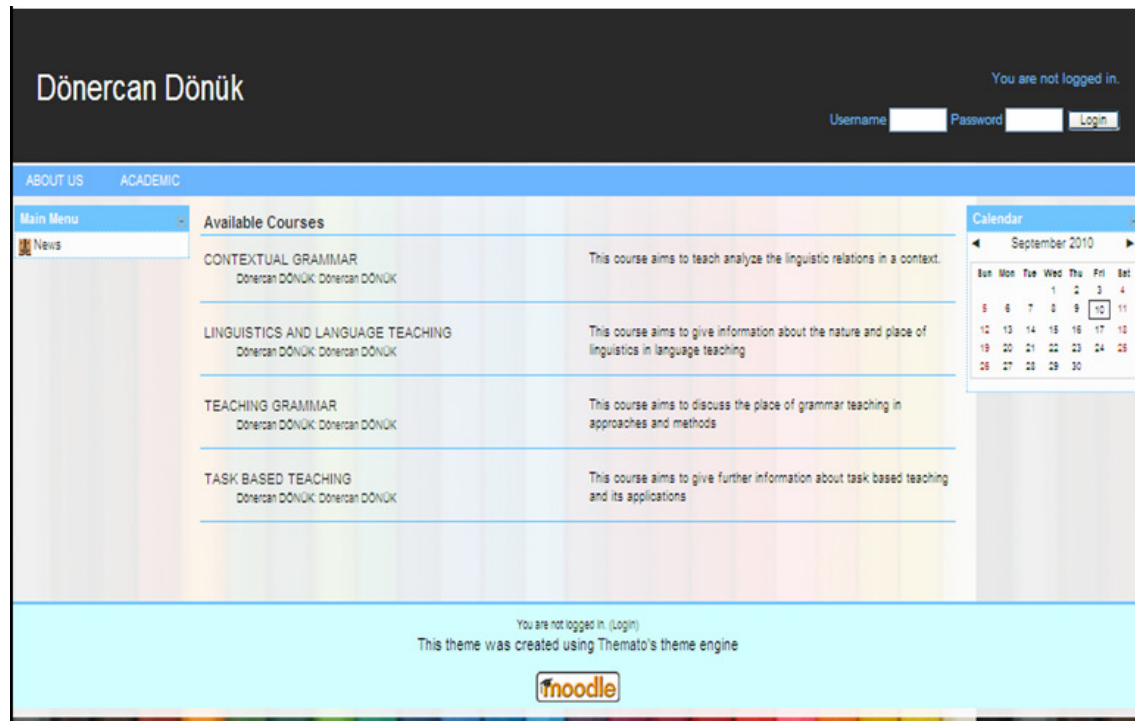 Dönercan Dönük
You are not logged in.
Username Password Login
ABOUT US ACADEMIC
Main Menu
News
Available Courses
CONTEXTUAL GRAMMAR
Dönercan DÖNÜK: Dönercan DÖNÜK
This course aims to teach analyze the linguistic relations in a context.
LINGUISTICS AND LANGUAGE TEACHING
Dönercan DÖNÜK: Dönercan DÖNÜK
This course aims to give information about the nature and place of
linguistics in language teaching
TEACHING GRAMMAR
Dönercan DÖNÜK: Dönercan DÖNÜK
This course aims to discuss the place of grammar teaching in
approaches and methods
TASK BASED TEACHING
Dönercan DÖNÜK: Dönercan DÖNÜK
This course aims to give further information about task based teaching
and its applications
Calendar
September 2010
Sun Mon Tue Wed Thu Fri Sat
1 2 3 4
5 6 7 8 9 10 11
12 13 14 15 16 17 18
19 20 21 22 23 24 25
26 27 28 29 30
You are not logged in. (Login)
This theme was created using Themato's theme engine
moodle